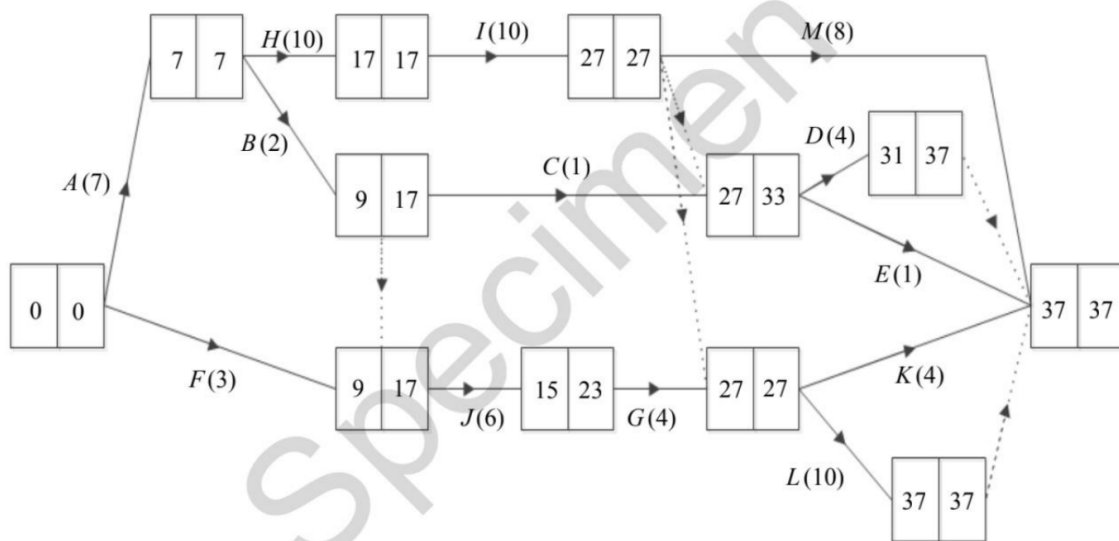 H(10)
I(10)
M(8)
7 7
17 17
27 27
B(2)
D(4)
A(7)
C(1)
31 37
9 17
27 33
E(1)
0 0
37 37
F(3)
K(4)
9 17
15 23
27 27
J(6)
G(4)
L(10)
37 37
Specimen